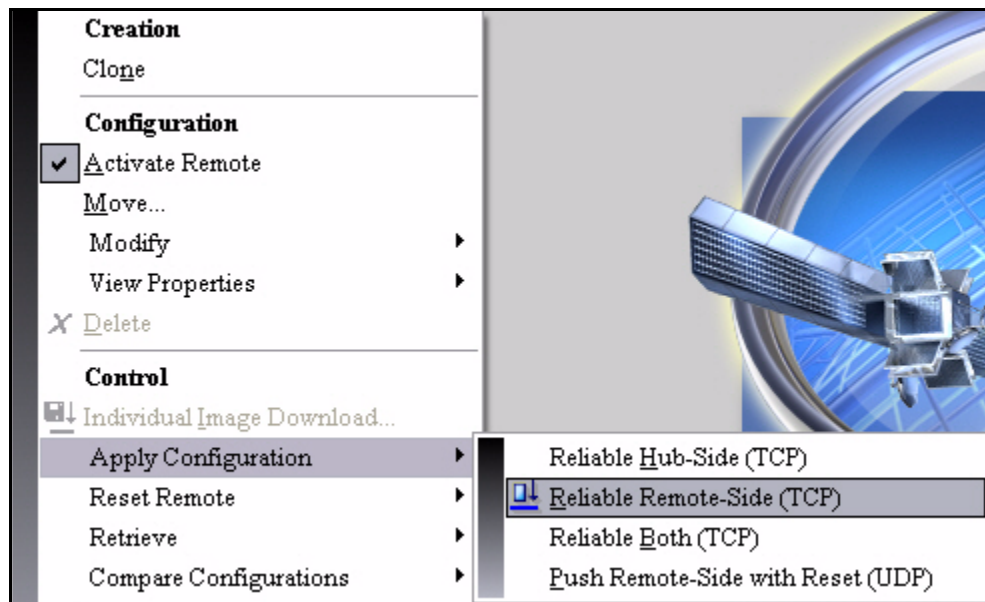 Creation
Clone
Configuration
Activate Remote
Move...
Modify
View Properties
Delete
Control
Individual Image Download...
Apply Configuration
Reset Remote
Retrieve
Compare Configurations
Reliable Hub-Side (TCP)
Reliable Remote-Side (TCP)
Reliable Both (TCP)
Push Remote-Side with Reset (UDP)